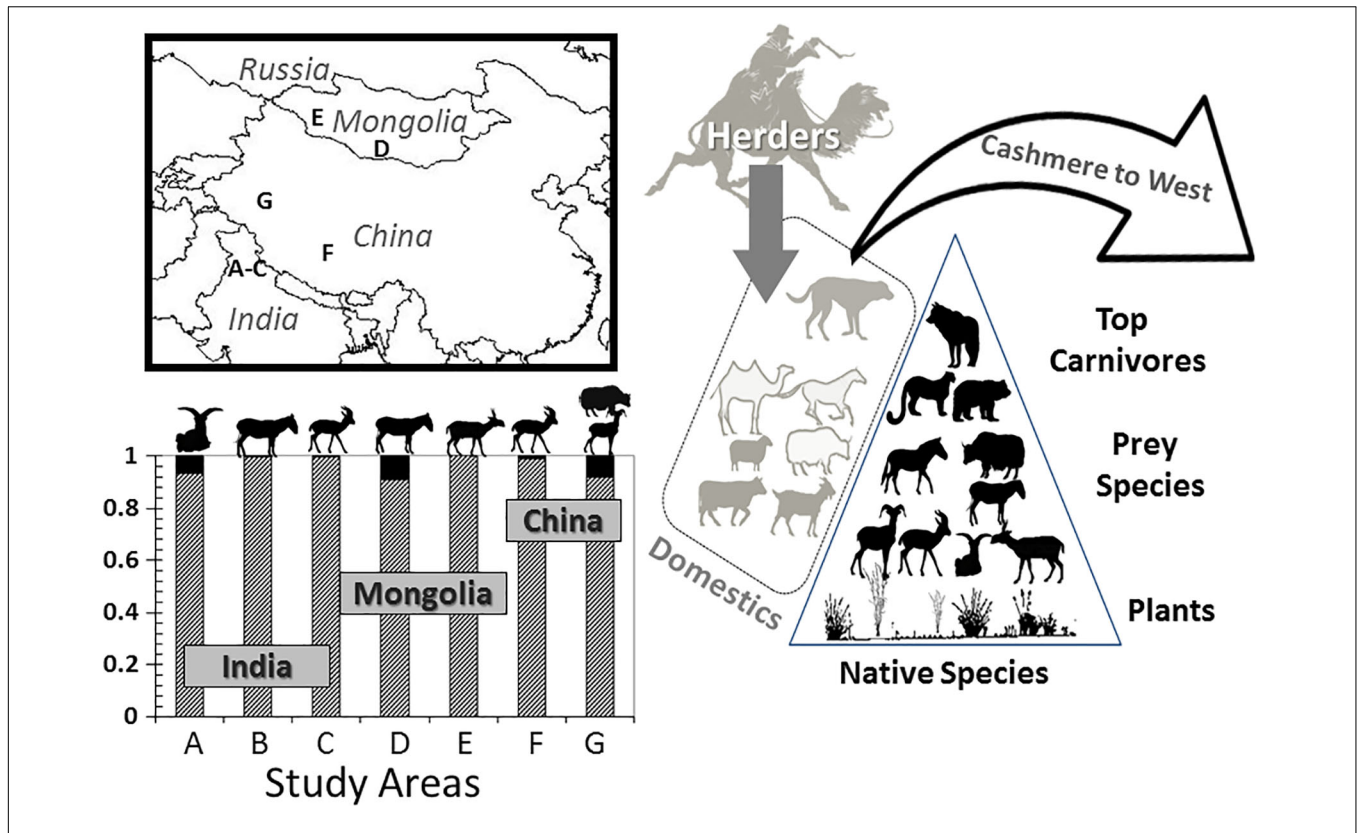 Russia
E
Mongolia
D
G
China
F
A-C
India
Herders
Cashmere to West
Top
Carnivores
Prey
Species
Plants
Domestics
Native Species
1
0.8
0.6
0.4
0.2
0
China
Mongolia
India
A B C D E F G
Study Areas